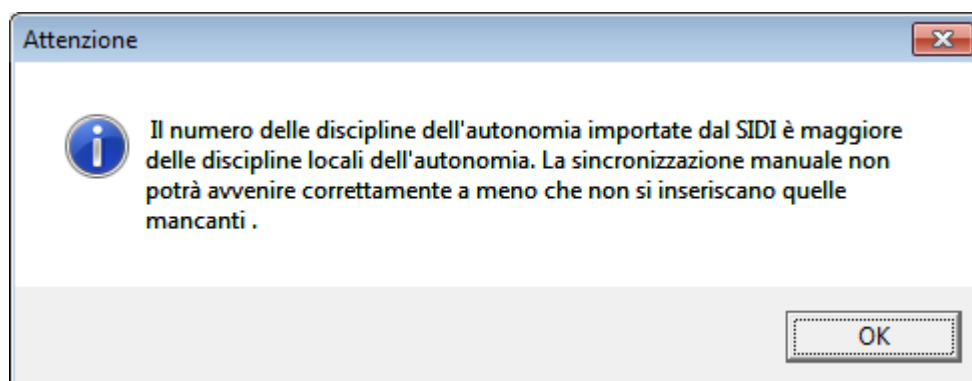 Attenzione
Il numero delle discipline dell'autonomia importate dal SIDI è maggiore
delle discipline locali dell'autonomia. La sincronizzazione manuale non
potrà avvenire correttamente a meno che non si inseriscano quelle
mancanti .
OK